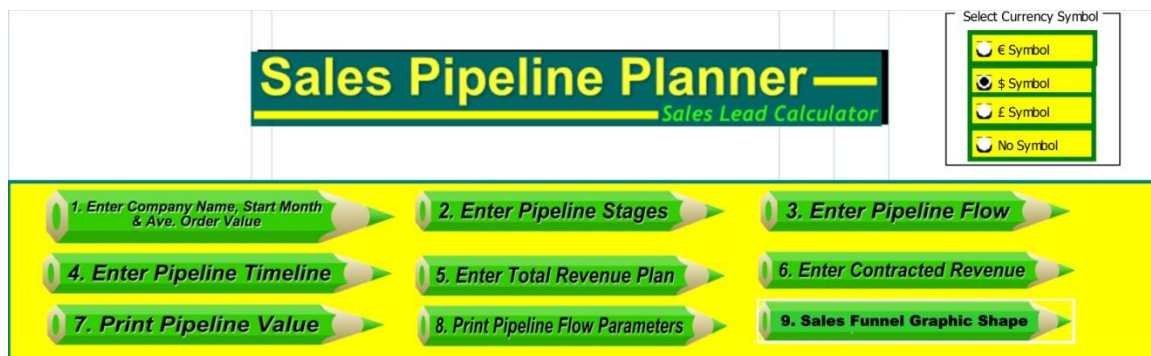 Select Currency Symbol
€ Symbol
Sales Pipeline Planner
$ Symbol
Sales Lead Calculator
£ Symbol
No Symbol
1. Enter Company Name, Start Month
& Ave. Order Value
2. Enter Pipeline Stages
3. Enter Pipeline Flow
4. Enter Pipeline Timeline
5. Enter Total Revenue Plan
6. Enter Contracted Revenue
7. Print Pipeline Value
8. Print Pipeline Flow Parameters
9. Sales Funnel Graphic Shape